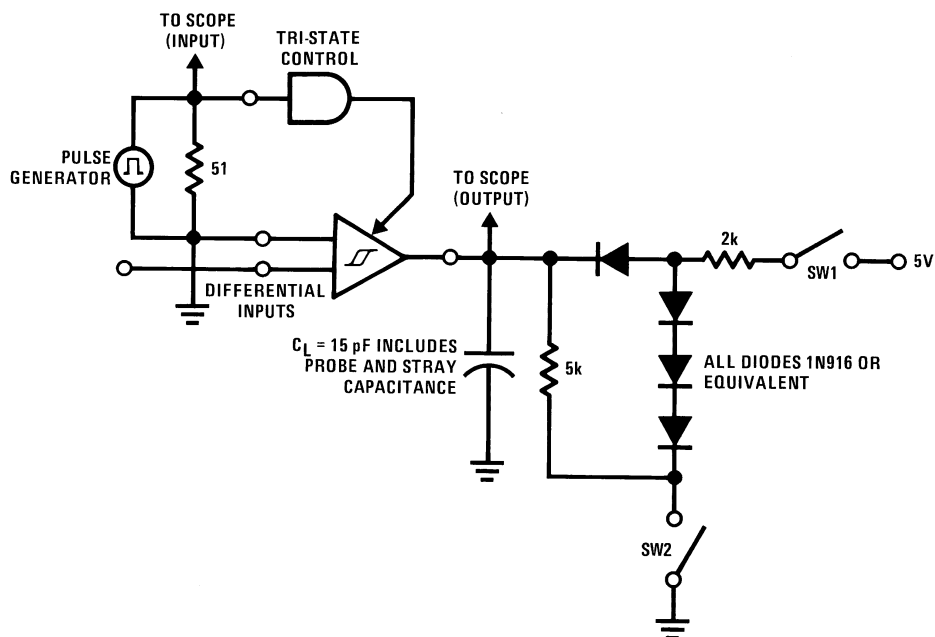 TO SCOPE
(INPUT)
TRI-STATE
CONTROL
PULSE
GENERATOR
51
TO SCOPE
(OUTPUT)
2k
SW1
5V
DIFFERENTIAL
INPUTS
CL = 15 pF INCLUDES
PROBE AND STRAY
CAPACITANCE
5k
ALL DIODES 1N916 OR
EQUIVALENT
SW2